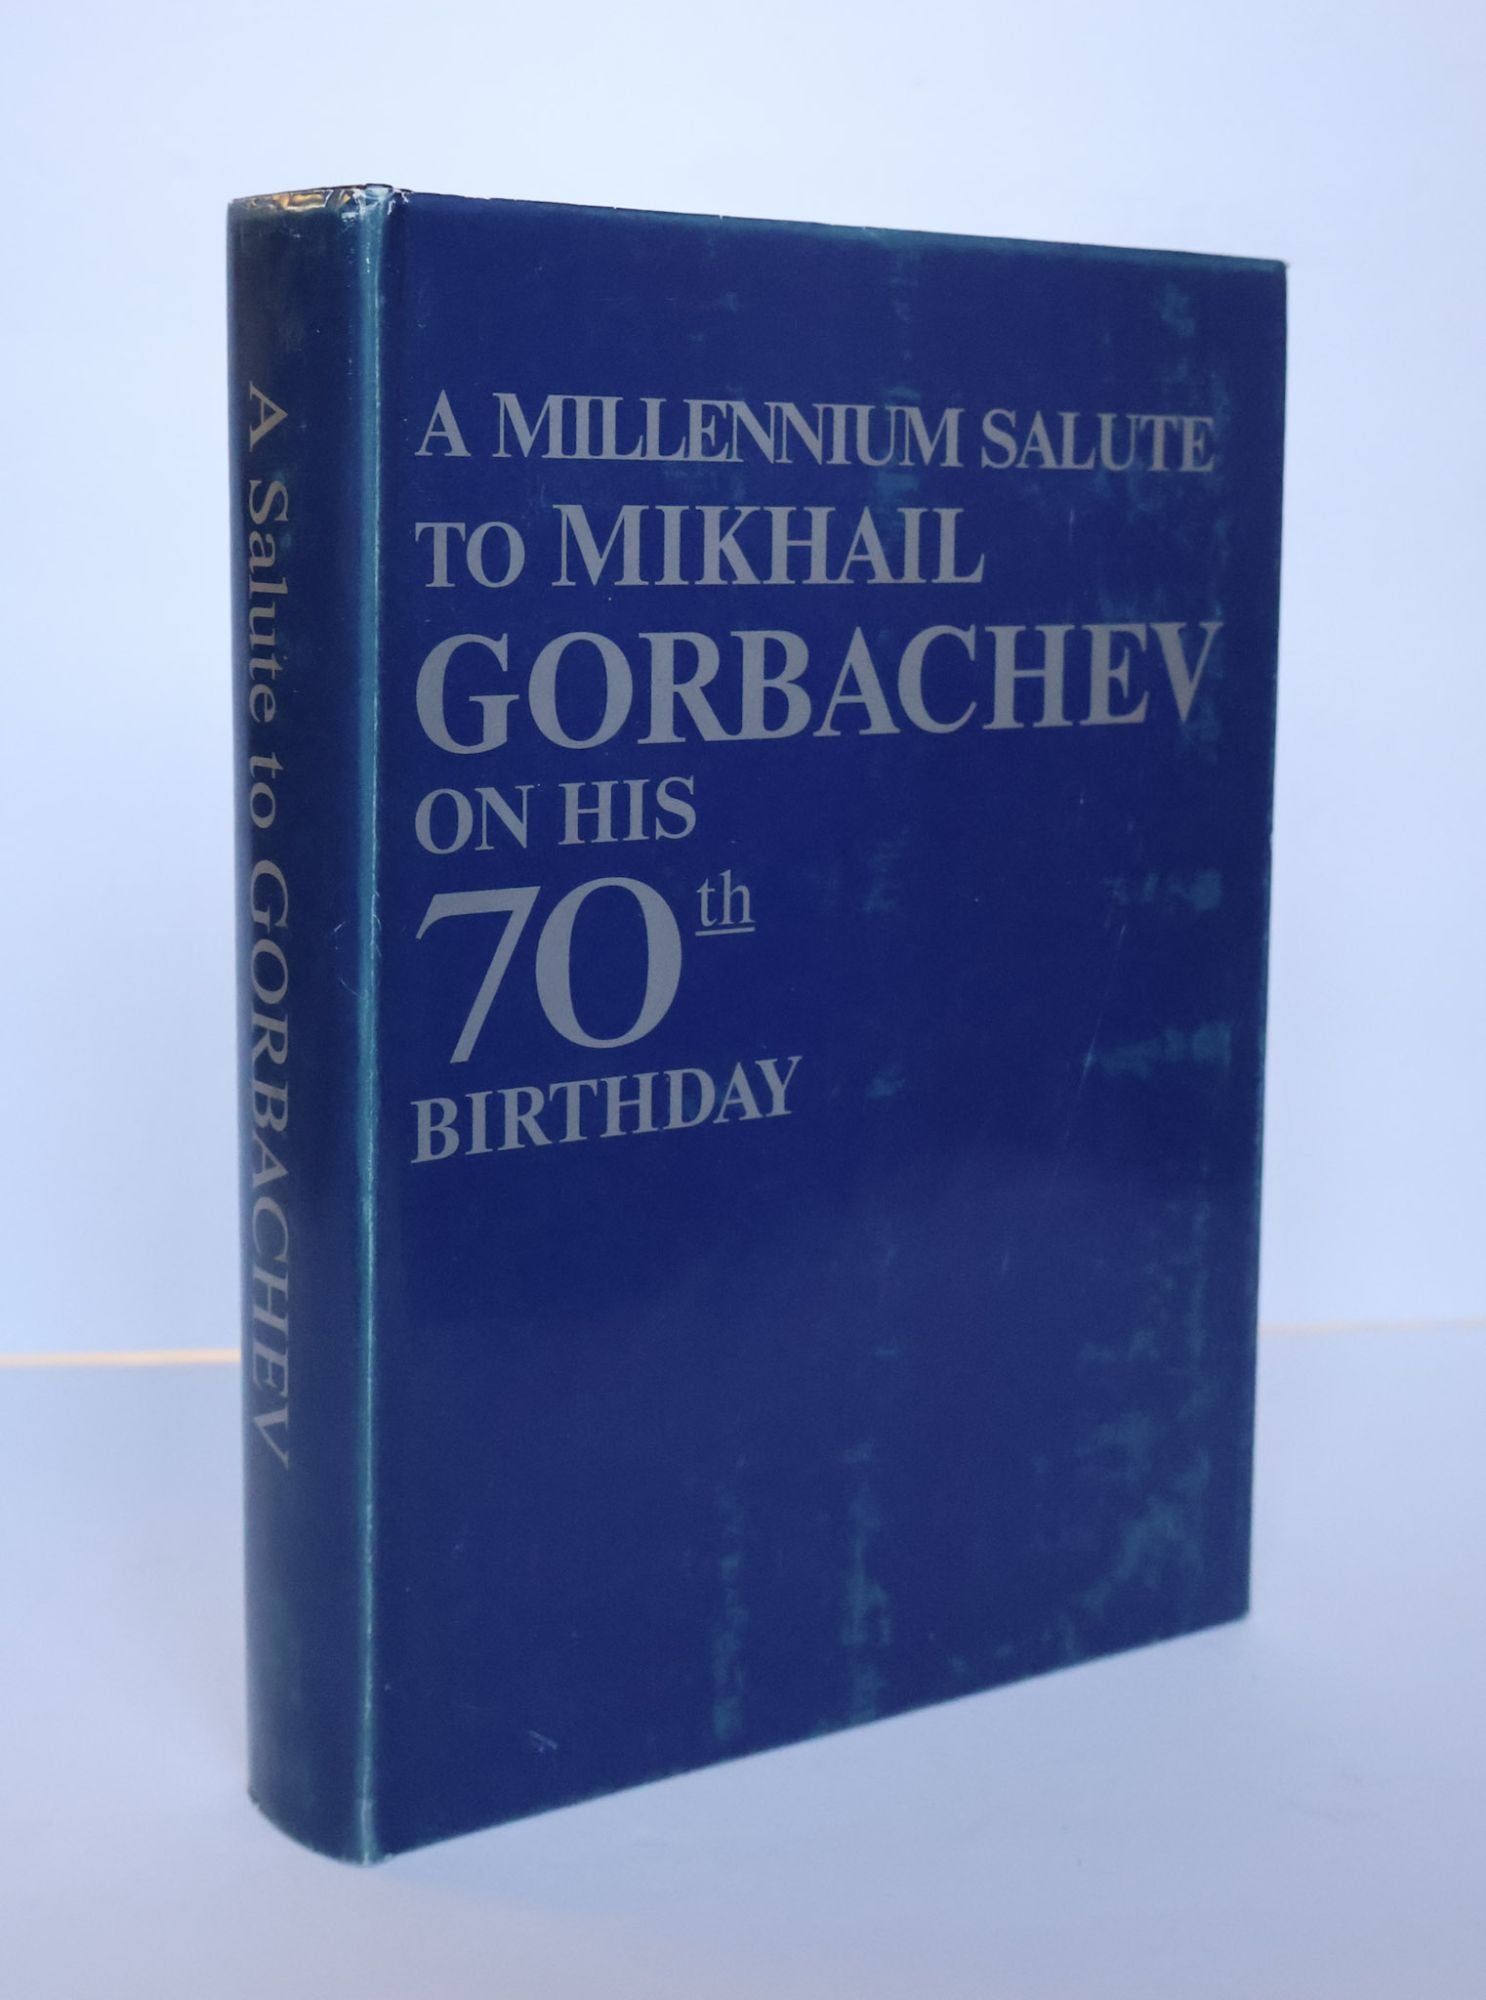 A Salute to GORBACHEV
A MILLENNIUM SALUTE
TO MIKHAIL
GORBACHEV
ON HIS
70th
BIRTHDAY